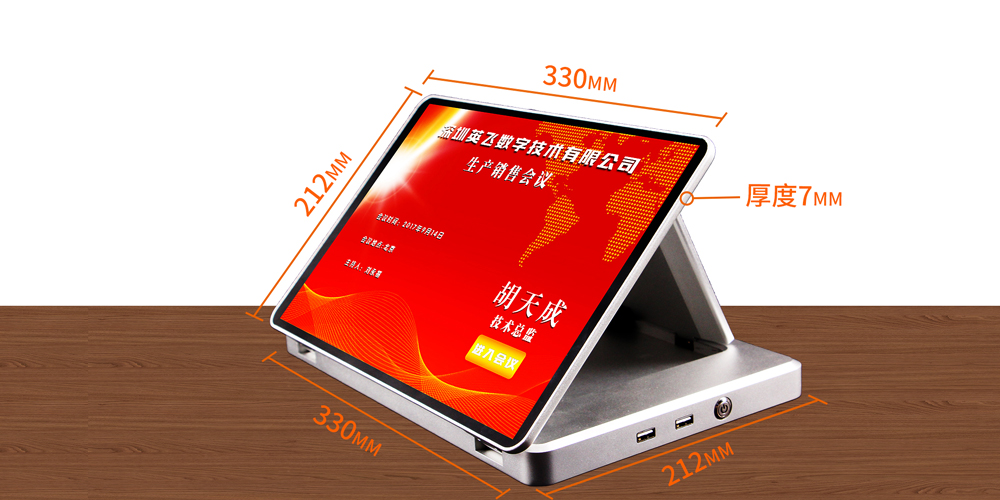 330MM
212MM
深圳英飞数字技术有限公司
生产销售会议
厚度7MM
会议时间：2017年9月14日
会议地点:北京
主持人：
胡天成
技术总监
进入会议
330MM
212MM